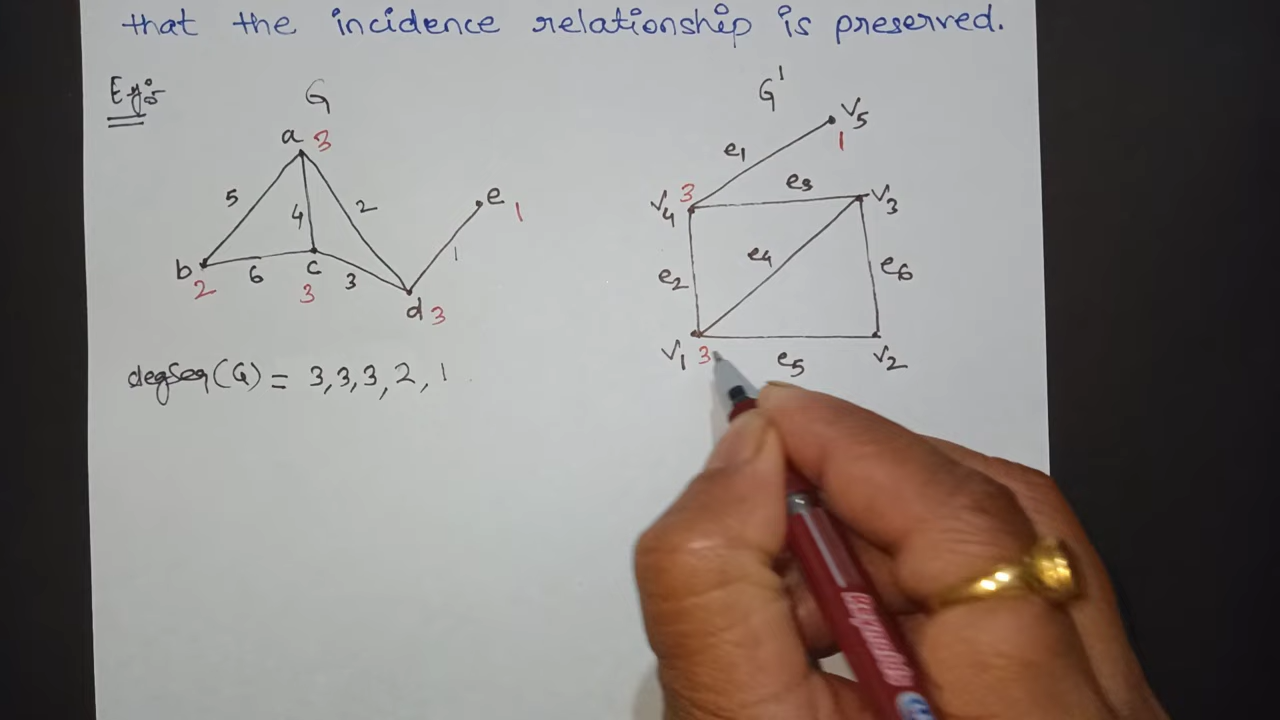 that the incidence relationship is preserved.
Eg:-
G
a 3
5
4
2
e 1
b 2
6
c 3
3
1
d 3
degSeq(G) = 3,3,3,2,1
G'
v5 1
e1
v4 3
e3
v3
e2
e4
e6
v1 3
e5
v2